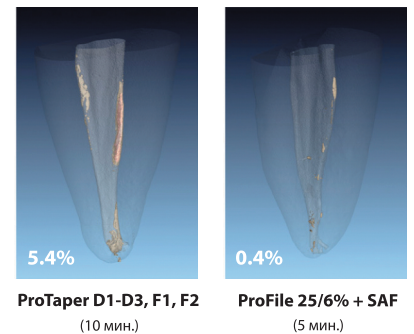 5.4%
0.4%
ProTaper D1-D3, F1, F2
ProFile 25/6% + SAF
(10 мин.)
(5 мин.)